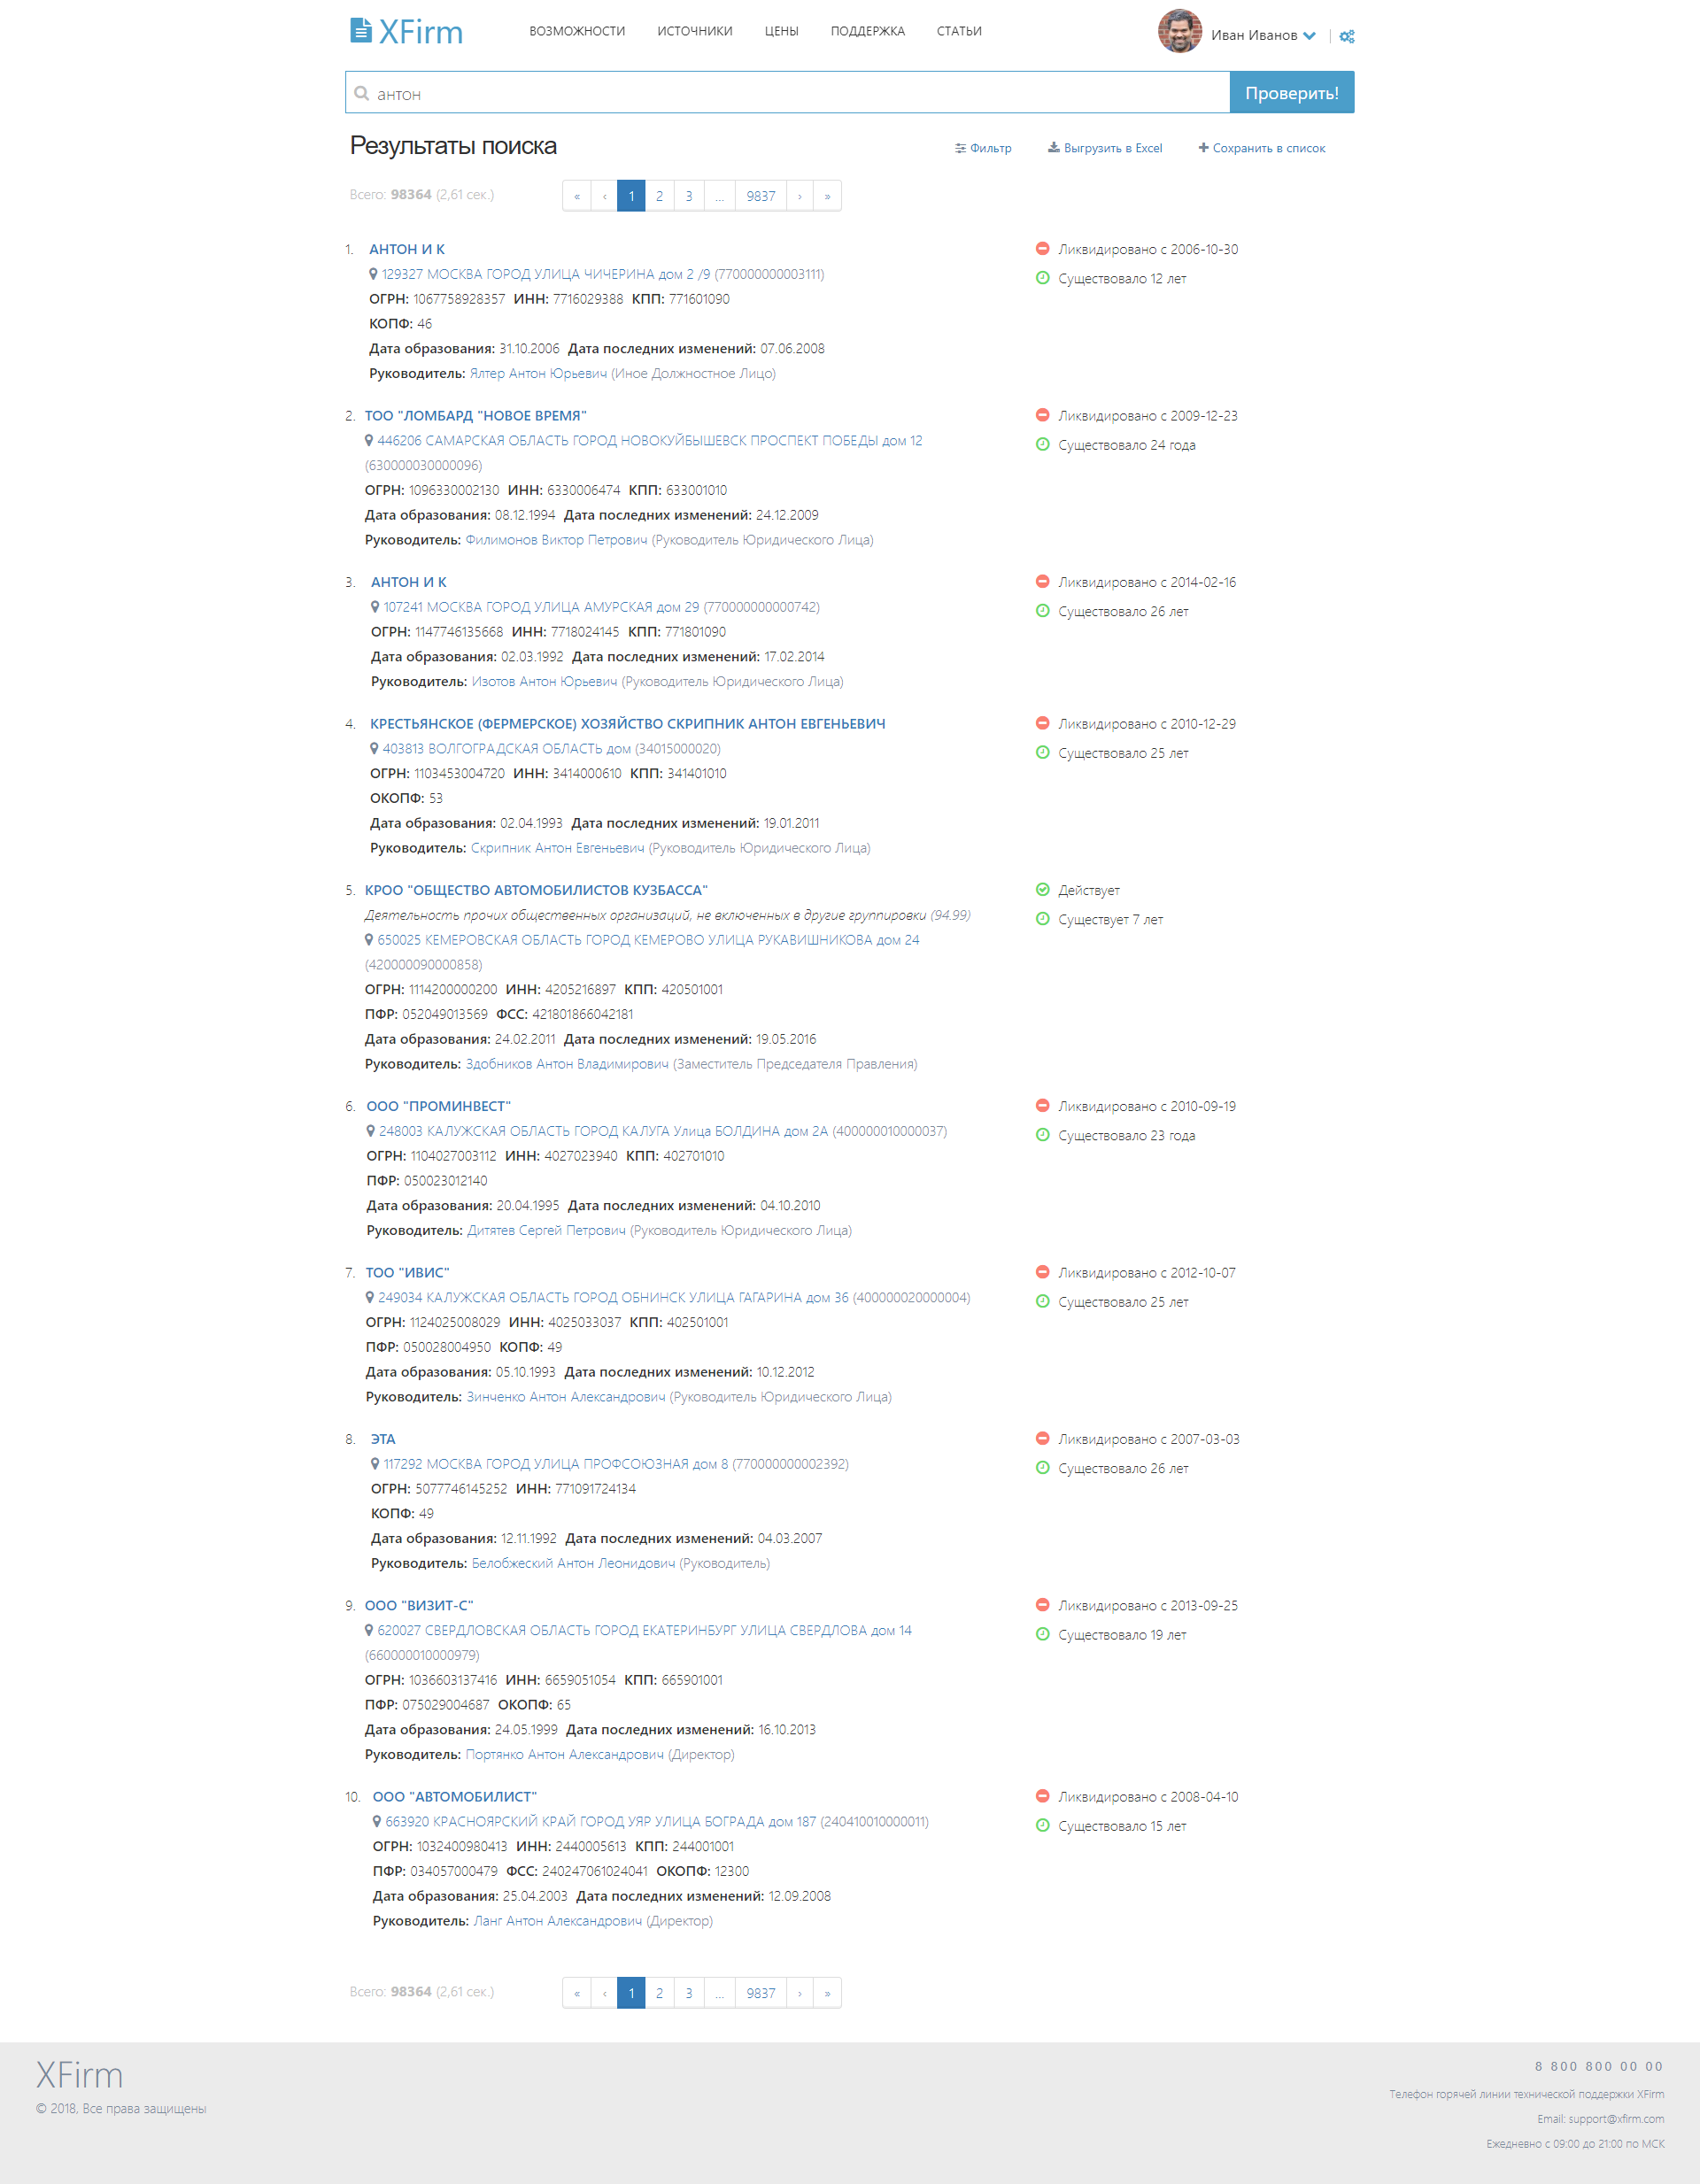 XFirm
ВОЗМОЖНОСТИ ИСТОЧНИКИ ЦЕНЫ ПОДДЕРЖКА СТАТЬИ
Иван Иванов
антон
Проверить!
Результаты поиска
Фильтр Выгрузить в Excel Сохранить в список
Всего: 98364 (2,61 сек.)
« ‹ 1 2 3 ... 9837 › »
1. АНТОН И К
Ликвидировано с 2006-10-30
129327 МОСКВА ГОРОД УЛИЦА ЧИЧЕРИНА дом 2 /9 (770000000003111)
Существовало 12 лет
ОГРН: 1067758928357 ИНН: 7716029388 КПП: 771601090
КОПФ: 46
Дата образования: 31.10.2006 Дата последних изменений: 07.06.2008
Руководитель: Ялтер Антон Юрьевич (Иное Должностное Лицо)
2. ТОО "ЛОМБАРД "НОВОЕ ВРЕМЯ"
Ликвидировано с 2009-12-23
446206 САМАРСКАЯ ОБЛАСТЬ ГОРОД НОВОКУЙБЫШЕВСК ПРОСПЕКТ ПОБЕДЫ дом 12
Существовало 24 года
(630000030000096)
ОГРН: 1096330002130 ИНН: 6330006474 КПП: 633001010
Дата образования: 08.12.1994 Дата последних изменений: 24.12.2009
Руководитель: Филимонов Виктор Петрович (Руководитель Юридического Лица)
3. АНТОН И К
Ликвидировано с 2014-02-16
107241 МОСКВА ГОРОД УЛИЦА АМУРСКАЯ дом 29 (770000000000742)
Существовало 26 лет
ОГРН: 1147746135668 ИНН: 7718024145 КПП: 771801090
Дата образования: 02.03.1992 Дата последних изменений: 17.02.2014
Руководитель: Изотов Антон Юрьевич (Руководитель Юридического Лица)
4. КРЕСТЬЯНСКОЕ (ФЕРМЕРСКОЕ) ХОЗЯЙСТВО СКРИПНИК АНТОН ЕВГЕНЬЕВИЧ
Ликвидировано с 2010-12-29
403813 ВОЛГОГРАДСКАЯ ОБЛАСТЬ дом (34015000020)
Существовало 25 лет
ОГРН: 1103453004720 ИНН: 3414000610 КПП: 341401010
ОКОПФ: 53
Дата образования: 02.04.1993 Дата последних изменений: 19.01.2011
Руководитель: Скрипник Антон Евгеньевич (Руководитель Юридического Лица)
5. КРОО "ОБЩЕСТВО АВТОМОБИЛИСТОВ КУЗБАССА"
Действует
Деятельность прочих общественных организаций, не включенных в другие группировки (94.99)
Существует 7 лет
650025 КЕМЕРОВСКАЯ ОБЛАСТЬ ГОРОД КЕМЕРОВО УЛИЦА РУКАВИШНИКОВА дом 24
(420000090000858)
ОГРН: 1114200000200 ИНН: 4205216897 КПП: 420501001
ПФР: 052049013569 ФСС: 421801866042181
Дата образования: 24.02.2011 Дата последних изменений: 19.05.2016
Руководитель: Здобников Антон Владимирович (Заместитель Председателя Правления)
6. ООО "ПРОМИНВЕСТ"
Ликвидировано с 2010-09-19
248003 КАЛУЖСКАЯ ОБЛАСТЬ ГОРОД КАЛУГА Улица БОЛДИНА дом 2А (400000010000037)
Существовало 23 года
ОГРН: 1104027003112 ИНН: 4027023940 КПП: 402701010
ПФР: 050023012140
Дата образования: 20.04.1995 Дата последних изменений: 04.10.2010
Руководитель: Дитятев Сергей Петрович (Руководитель Юридического Лица)
7. ТОО "ИВИС"
Ликвидировано с 2012-10-07
249034 КАЛУЖСКАЯ ОБЛАСТЬ ГОРОД ОБНИНСК УЛИЦА ГАГАРИНА дом 36 (400000020000004)
Существовало 25 лет
ОГРН: 1124025008029 ИНН: 4025033037 КПП: 402501001
ПФР: 050028004950 КОПФ: 49
Дата образования: 05.10.1993 Дата последних изменений: 10.12.2012
Руководитель: Зинченко Антон Александрович (Руководитель Юридического Лица)
8. ЭТА
Ликвидировано с 2007-03-03
117292 МОСКВА ГОРОД УЛИЦА ПРОФСОЮЗНАЯ дом 8 (770000000002392)
Существовало 26 лет
ОГРН: 5077746145252 ИНН: 771091724134
КОПФ: 49
Дата образования: 12.11.1992 Дата последних изменений: 04.03.2007
Руководитель: Белобжеский Антон Леонидович (Руководитель)
9. ООО "ВИЗИТ-С"
Ликвидировано с 2013-09-25
620027 СВЕРДЛОВСКАЯ ОБЛАСТЬ ГОРОД ЕКАТЕРИНБУРГ УЛИЦА СВЕРДЛОВА дом 14
Существовало 19 лет
(660000010000979)
ОГРН: 1036603137416 ИНН: 6659051054 КПП: 665901001
ПФР: 075029004687 ОКОПФ: 65
Дата образования: 24.05.1999 Дата последних изменений: 16.10.2013
Руководитель: Портянко Антон Александрович (Директор)
10. ООО "АВТОМОБИЛИСТ"
Ликвидировано с 2008-04-10
663920 КРАСНОЯРСКИЙ КРАЙ ГОРОД УЯР УЛИЦА БОГРАДА дом 187 (240410010000011)
Существовало 15 лет
ОГРН: 1032400980413 ИНН: 2440005613 КПП: 244001001
ПФР: 034057000479 ФСС: 240247061024041 ОКОПФ: 12300
Дата образования: 25.04.2003 Дата последних изменений: 12.09.2008
Руководитель: Ланг Антон Александрович (Директор)
Всего: 98364 (2,61 сек.)
« ‹ 1 2 3 ... 9837 › »
XFirm
© 2018, Все права защищены
8 800 800 00 00
Телефон горячей линии технической поддержки XFirm
Email: support@xfirm.com
Ежедневно с 09:00 до 21:00 по МСК